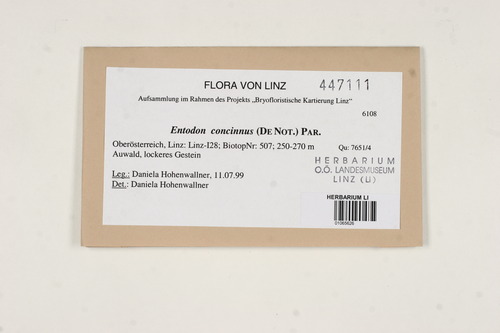 FLORA VON LINZ
447111
Aufsammlung im Rahmen des Projekts „Bryofloristische Kartierung Linz“
6108
Entodon concinnus (DE NOT.) PAR.
Oberösterreich, Linz: Linz-I28; BiotopNr: 507; 250-270 m
Qu: 7651/4
Auwald, lockeres Gestein
HERBARIUM
O.Ö. LANDESMUSEUM
LINZ (Ü)
Leg.: Daniela Hohenwallner, 11.07.99
Det.: Daniela Hohenwallner
HERBARIUM LI
01065626